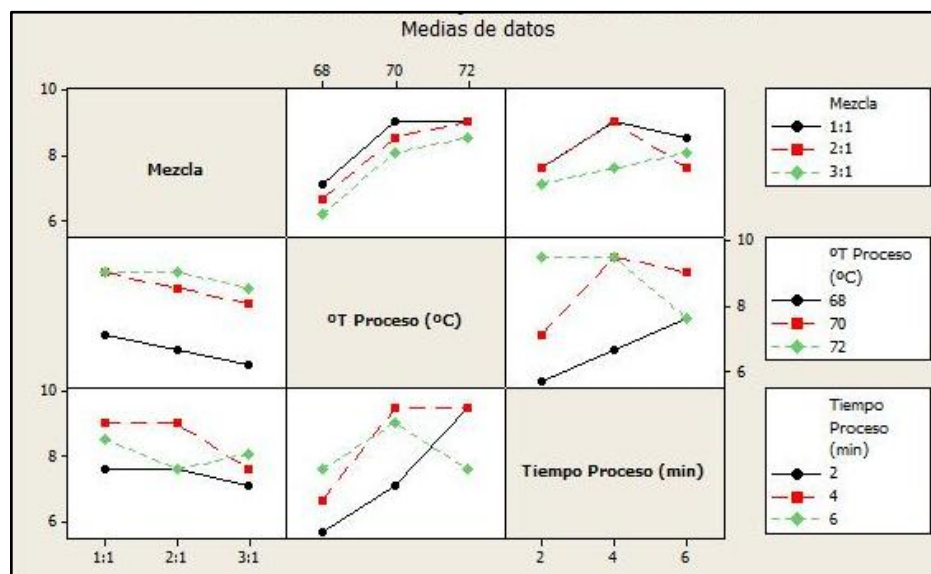 Medias de datos
68 70 72
10
8
6
Mezcla
Mezcla
1:1
2:1
3:1
10
8
6
ºT Proceso (ºC)
ºT Proceso
(ºC)
68
70
72
10
8
6
Tiempo Proceso (min)
Tiempo
Proceso
(min)
2
4
6
1:1 2:1 3:1
2 4 6